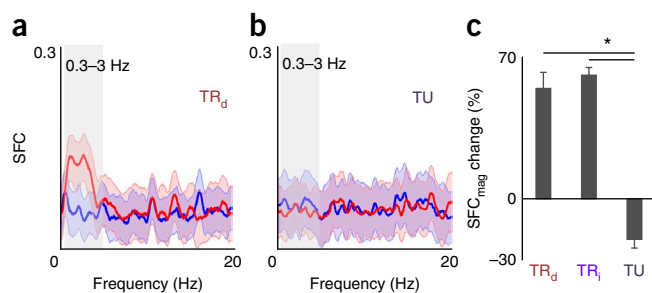 a
0.3
0.3–3 Hz
TRd
SFC
0
20
Frequency (Hz)
b
0.3
0.3–3 Hz
TU
0
20
Frequency (Hz)
c
70
*
SFCmag change (%)
0
–30
TRd
TRi
TU